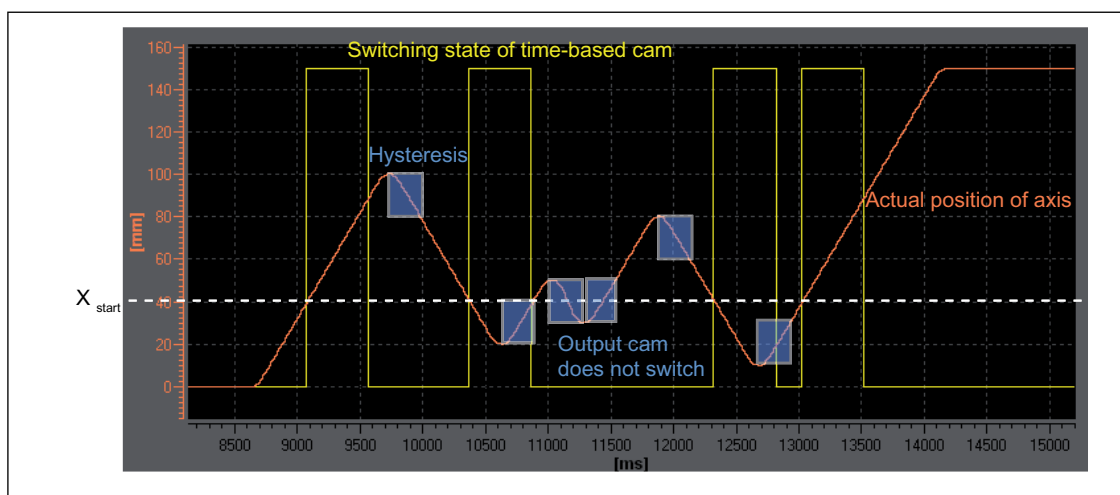 Switching state of time-based cam
160
140
120
100
80
60
40
20
0
[mm]
Hysteresis
Actual position of axis
X start
Output cam
does not switch
8500 9000 9500 10000 10500 11000 11500 12000 12500 13000 13500 14000 14500 15000
[ms]